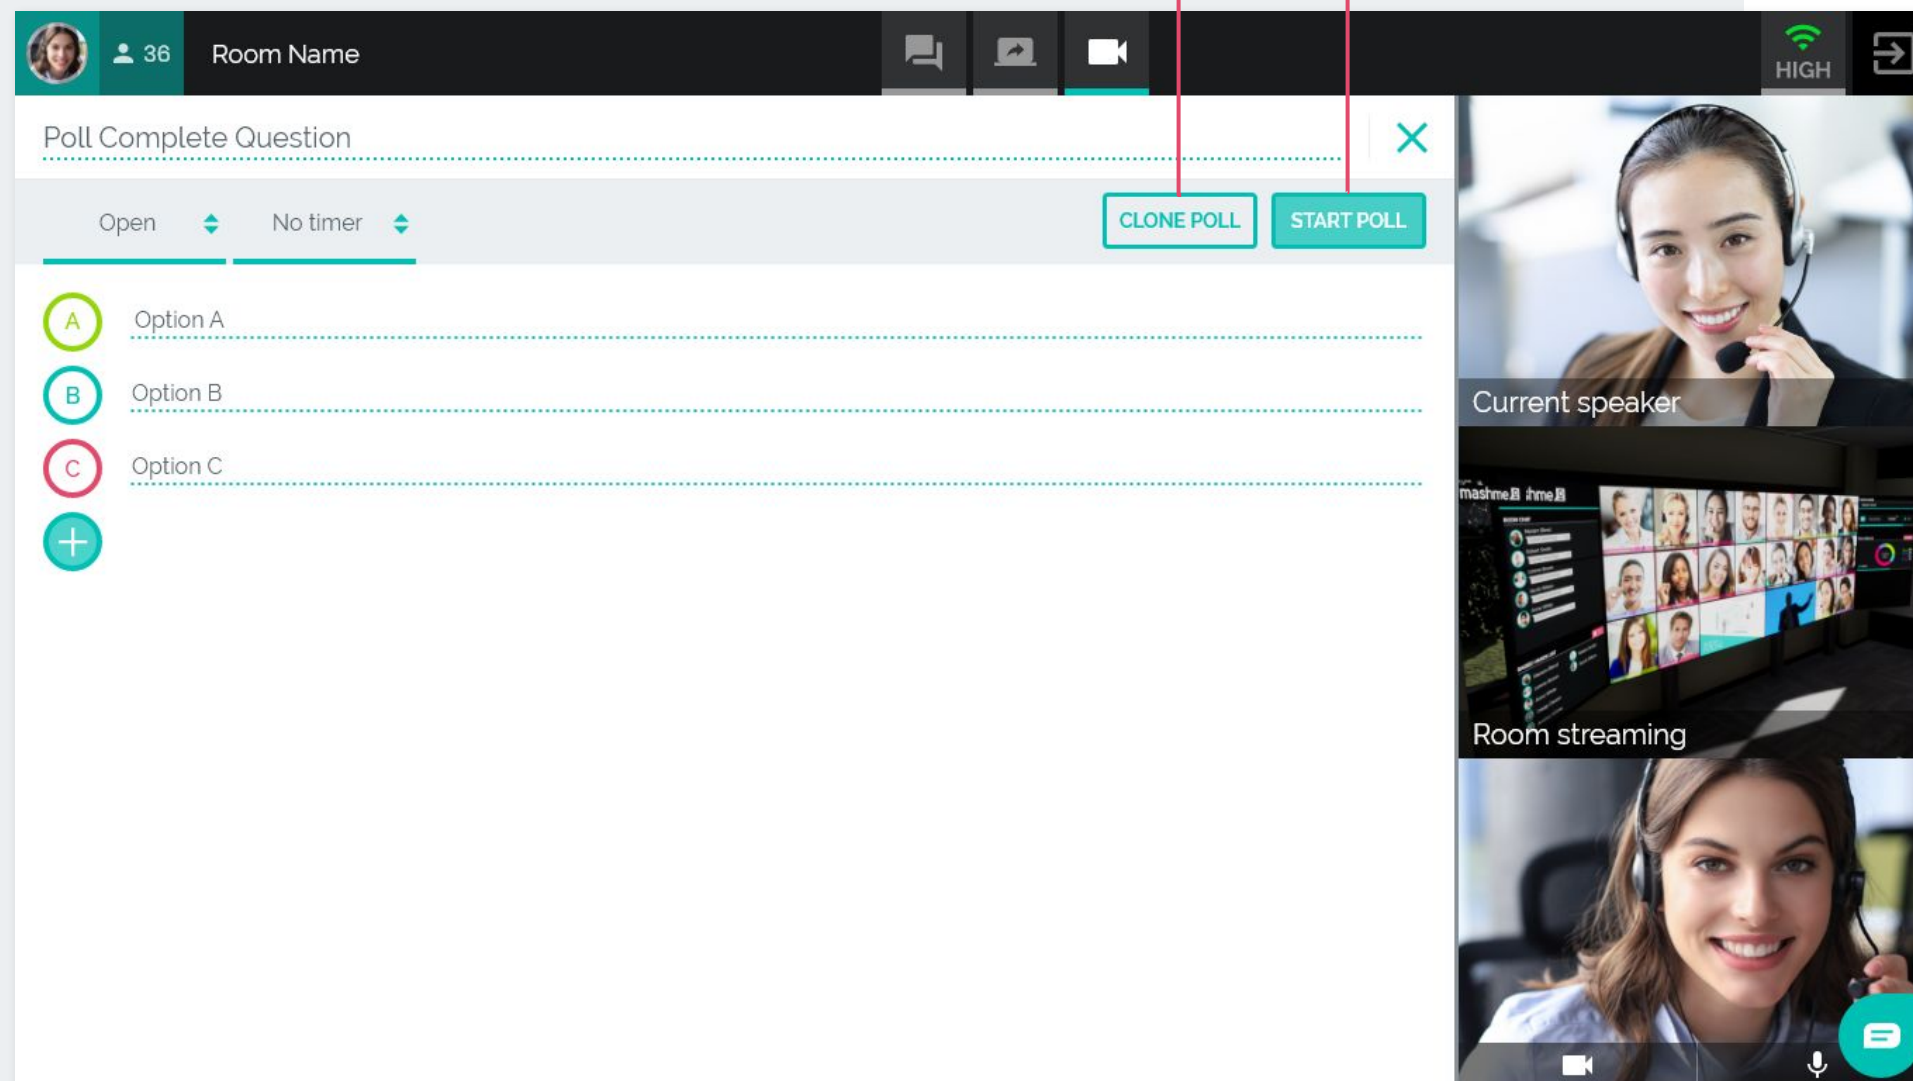 36
Room Name
HIGH
Poll Complete Question
Open
No timer
CLONE POLL
START POLL
A
Option A
B
Option B
C
Option C
Current speaker
mashme
Room streaming